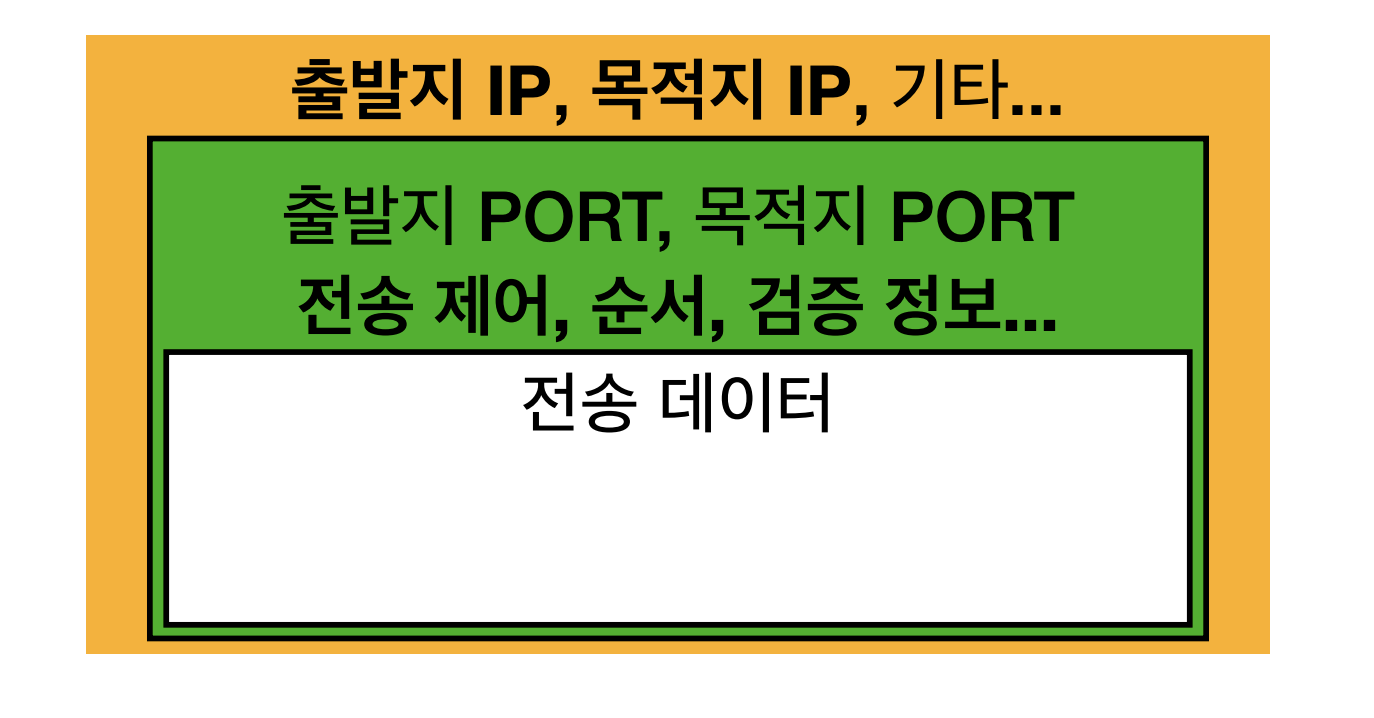 출발지 IP, 목적지 IP, 기타...
출발지 PORT, 목적지 PORT
전송 제어, 순서, 검증 정보...
전송 데이터